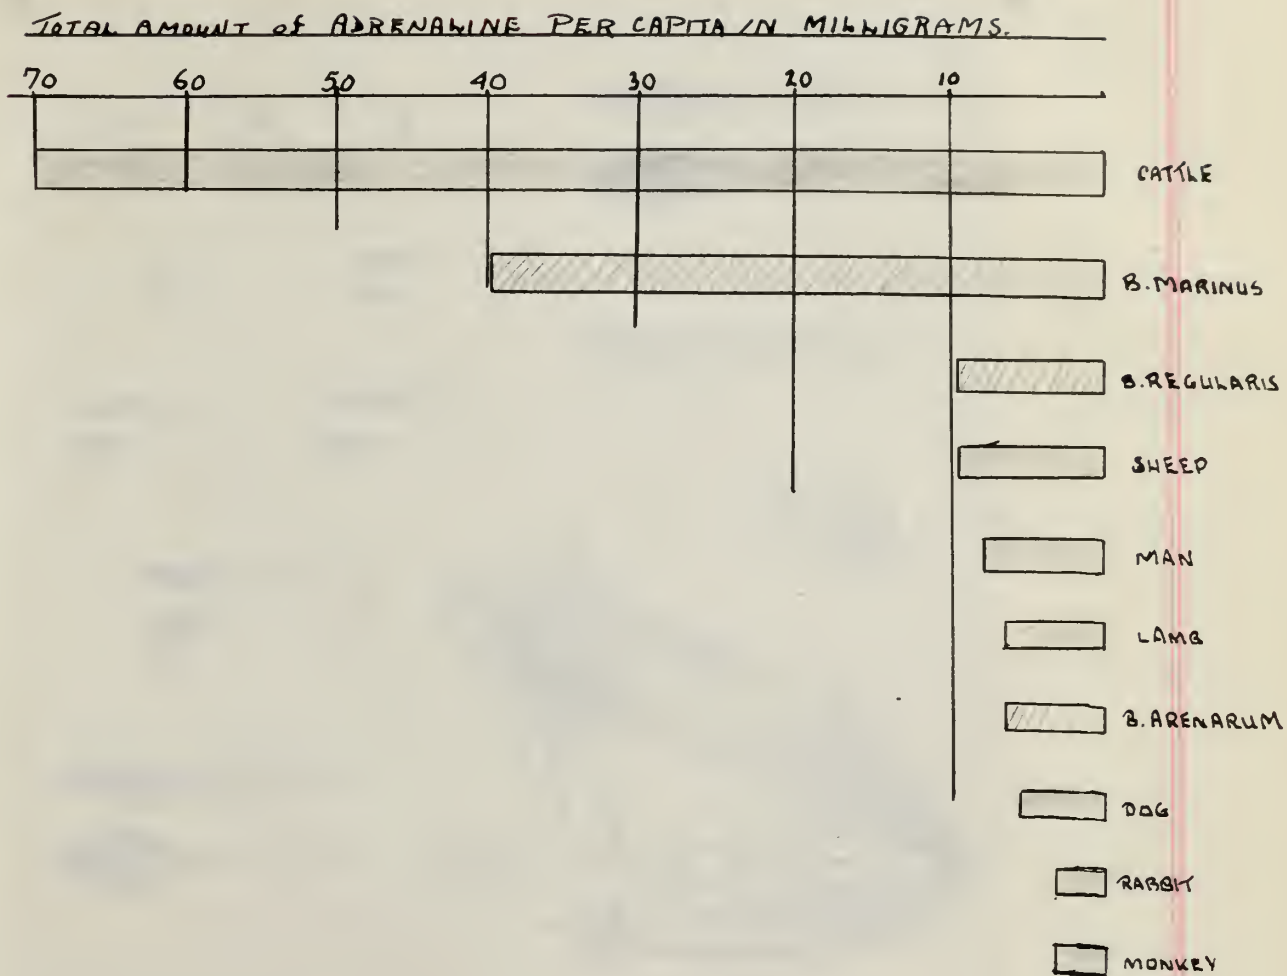 TOTAL AMOUNT of ADRENALINE PER CAPITA IN MILLIGRAMS.
70 60 50 40 30 20 10
CATTLE
B. MARINUS
B. REGULARIS
SHEEP
MAN
LAMB
B. ARENARUM
DOG
RABBIT
MONKEY